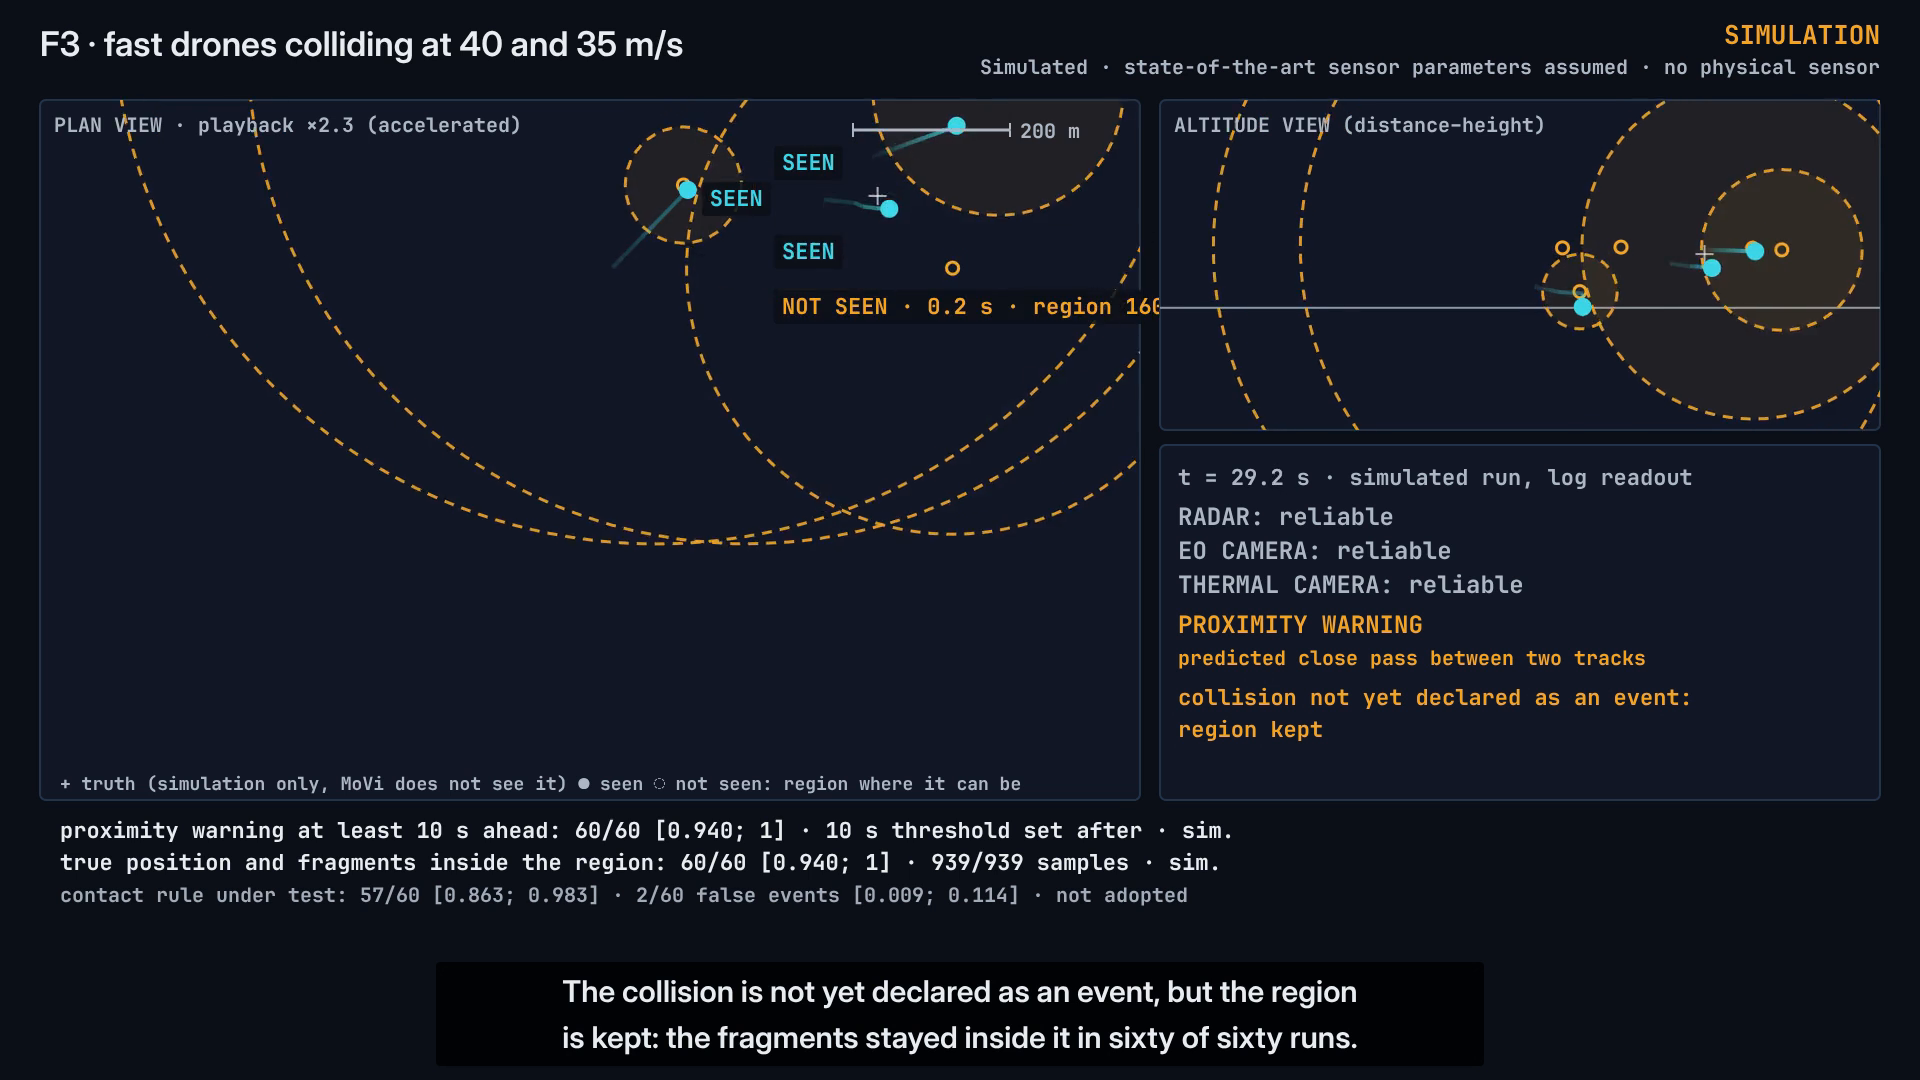 F3 · fast drones colliding at 40 and 35 m/s
SIMULATION
Simulated · state-of-the-art sensor parameters assumed · no physical sensor
PLAN VIEW · playback ×2.3 (accelerated)
200 m
SEEN
SEEN
SEEN
NOT SEEN · 0.2 s · region 160
+ truth (simulation only, MoVi does not see it) ● seen ◌ not seen: region where it can be
ALTITUDE VIEW (distance–height)
t = 29.2 s · simulated run, log readout
RADAR: reliable
EO CAMERA: reliable
THERMAL CAMERA: reliable
PROXIMITY WARNING
predicted close pass between two tracks
collision not yet declared as an event:
region kept
proximity warning at least 10 s ahead: 60/60 [0.940; 1] · 10 s threshold set after · sim.
true position and fragments inside the region: 60/60 [0.940; 1] · 939/939 samples · sim.
contact rule under test: 57/60 [0.863; 0.983] · 2/60 false events [0.009; 0.114] · not adopted
The collision is not yet declared as an event, but the region
is kept: the fragments stayed inside it in sixty of sixty runs.